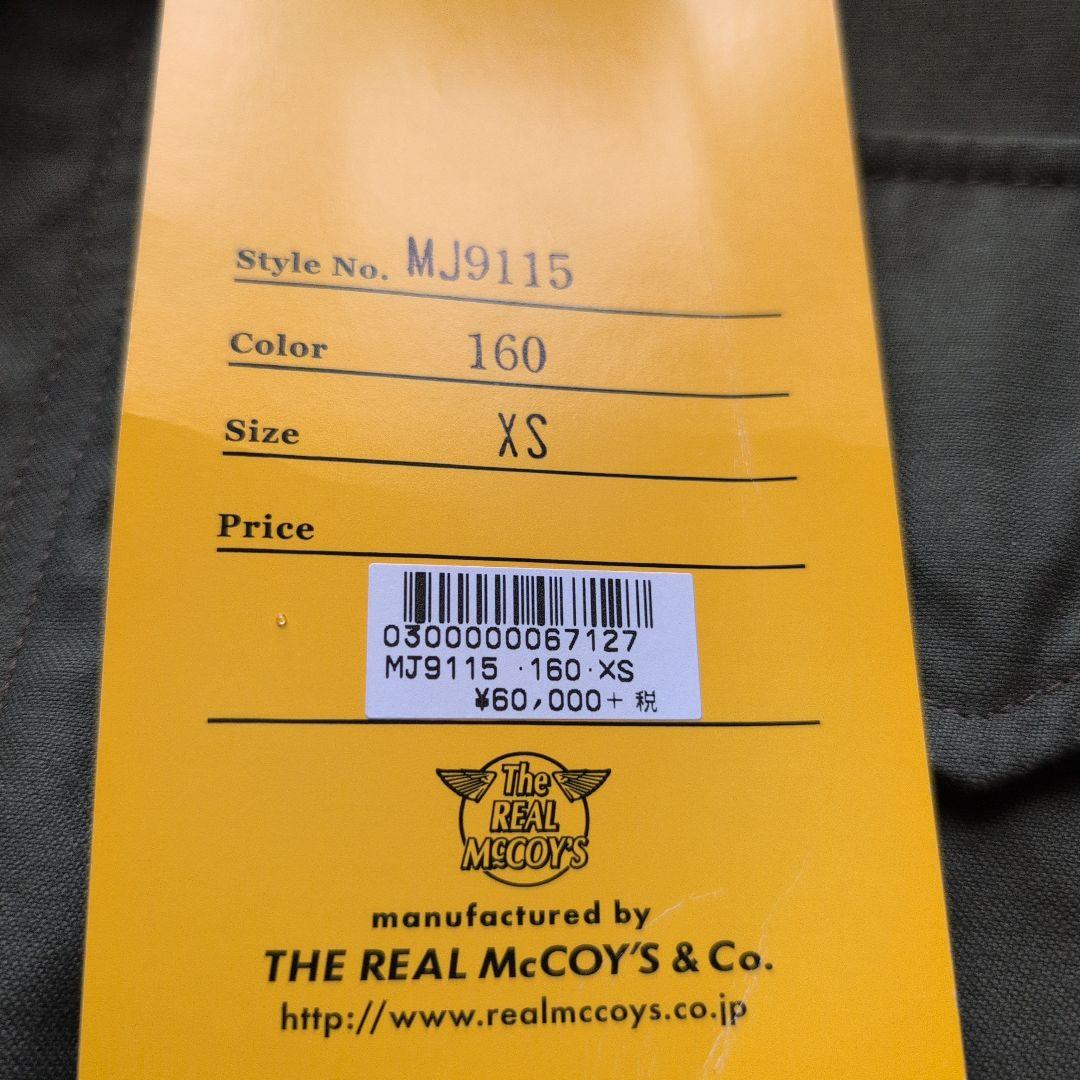 Style No. MJ9115
Color 160
Size XS
Price
0300000067127
MJ9115 ·160·XS
¥60,000+ 税
The
REAL
McCOY'S
manufactured by
THE REAL McCOY'S & Co.
http://www.realmccoys.co.jp